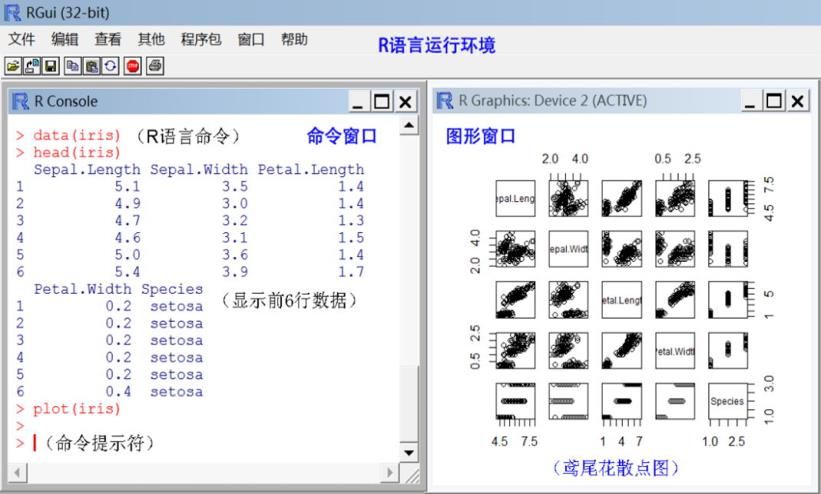 RGui (32-bit)
文件 编辑 查看 其他 程序包 窗口 帮助
R语言运行环境
STOP
R Console
> data(iris) (R语言命令) 命令窗口
> head(iris)
Sepal.Length Sepal.Width Petal.Length
1 5.1 3.5 1.4
2 4.9 3.0 1.4
3 4.7 3.2 1.3
4 4.6 3.1 1.5
5 5.0 3.6 1.4
6 5.4 3.9 1.7
Petal.Width Species
1 0.2 setosa (显示前6行数据)
2 0.2 setosa
3 0.2 setosa
4 0.2 setosa
5 0.2 setosa
6 0.4 setosa
> plot(iris)
>
> (命令提示符)
R Graphics: Device 2 (ACTIVE)
图形窗口
2.0 4.0 0.5 2.5
epal.Leng
4.5 7.5
2.0 4.0
epal.Widt
etal.Lengt
1 5
0.5 2.5
Petal.Widt
Species
1.0 3.0
4.5 7.5 1 4 7 1.0 2.5
(鸢尾花散点图)